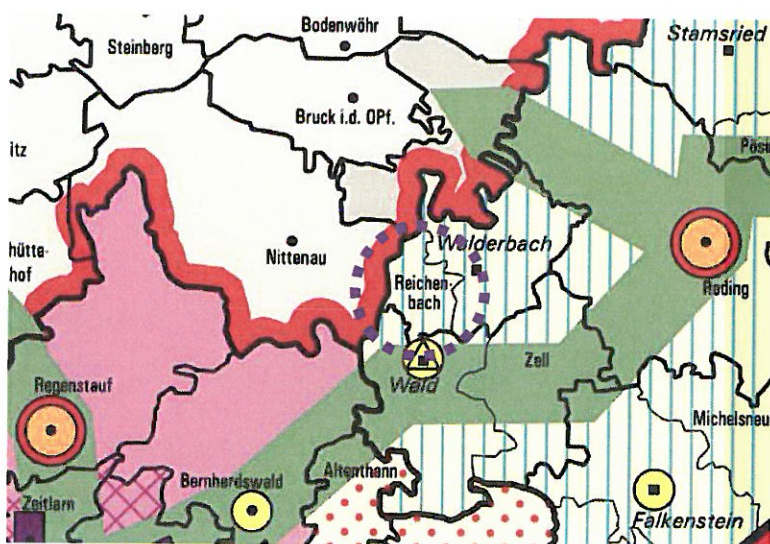 Bodenwöhr
Steinberg
Stamsried
Bruck i.d. OPf.
itz
Pösi
Walderbach
hütte-
hof
Nittenau
Reichen-
bach
Roding
Zell
Wald
Regenstauf
Michelsneu
Altenthann
Bernhardswald
Zeitlarn
Falkenstein